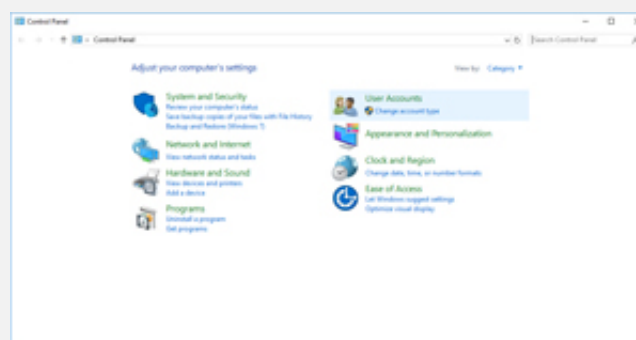 Control Panel
Control Panel
Search Control Panel
Adjust your computer's settings
View by: Category
System and Security
Review your computer's status
Save backup copies of your files with File History
Backup and Restore (Windows 7)
Network and Internet
View network status and tasks
Hardware and Sound
View devices and printers
Add a device
Programs
Uninstall a program
Get programs
User Accounts
Change account type
Appearance and Personalization
Clock and Region
Change date, time, or number formats
Ease of Access
Let Windows suggest settings
Optimize visual display